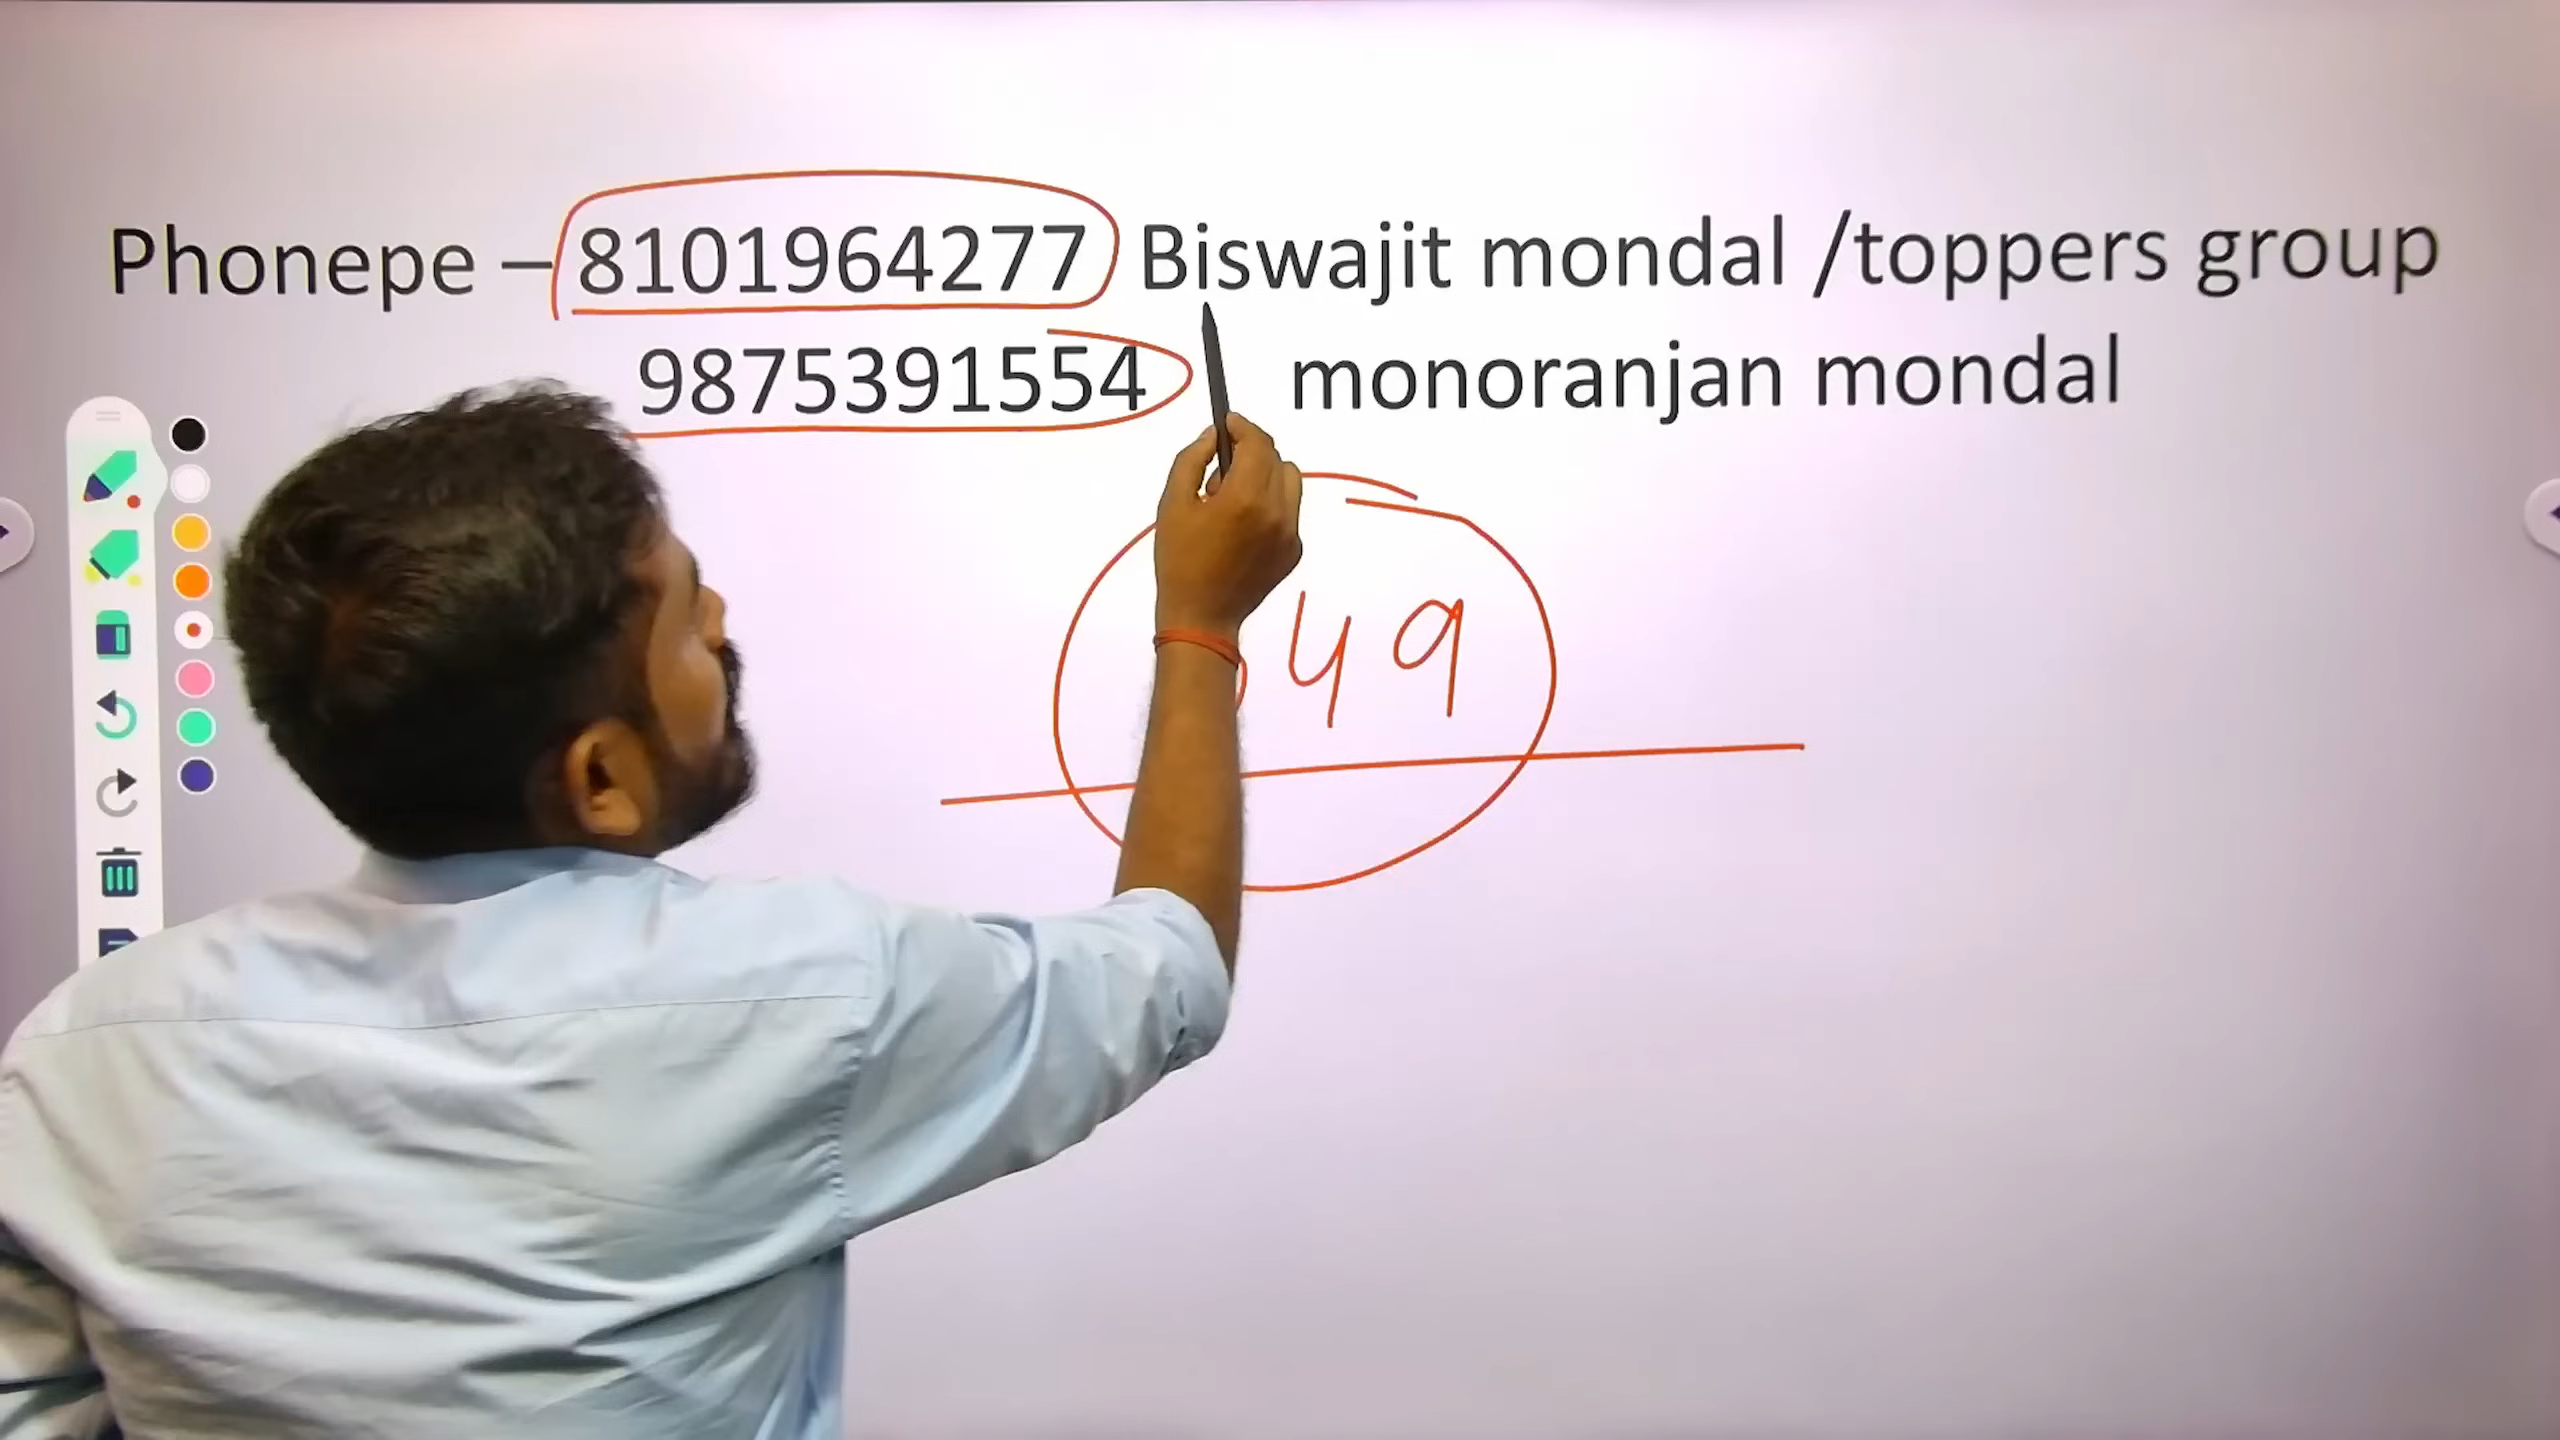 Phonepe – 8101964277 Biswajit mondal /toppers group
9875391554 monoranjan mondal
49